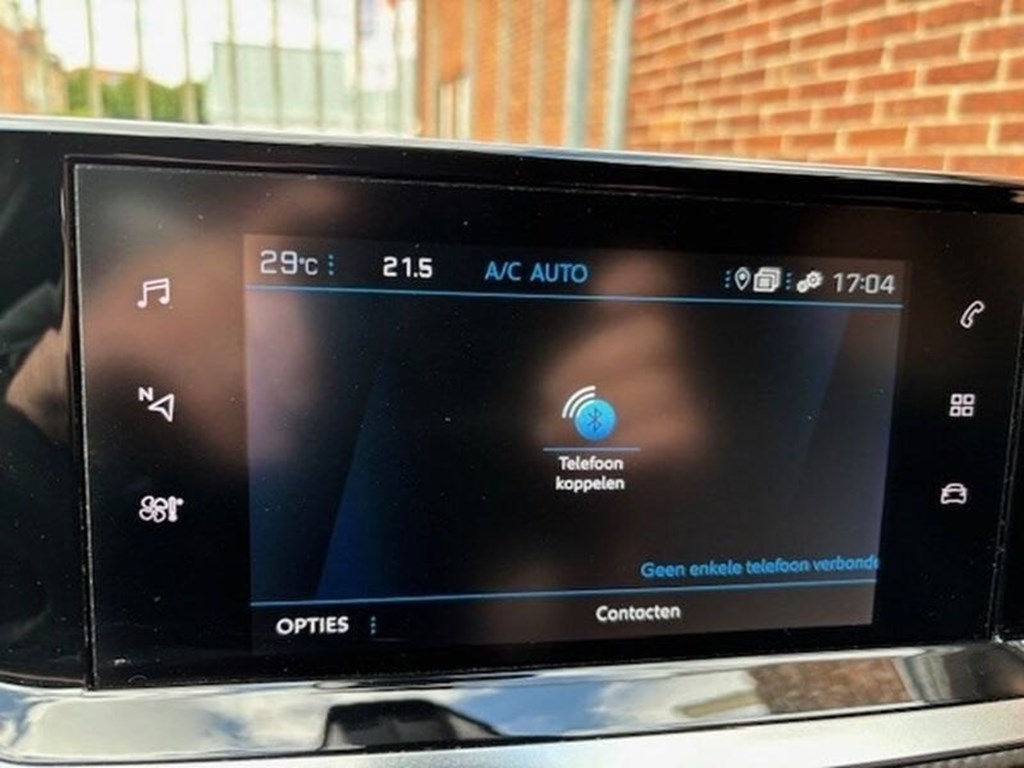 29°C 21.5 A/C AUTO 17:04
N
Telefoon
koppelen
Geen enkele telefoon verbonde
OPTIES Contacten